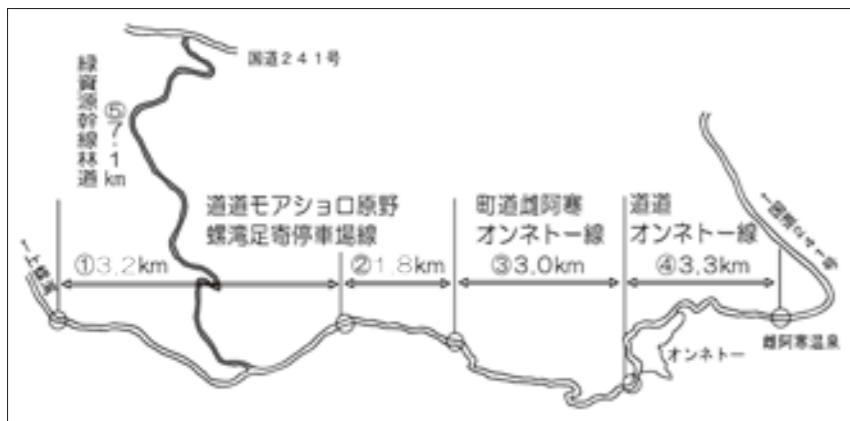 国道241号
緑資源幹線林道
⑤7.1km
道道モアショロ原野
螺湾足寄停車場線
町道雌阿寒
オンネトー線
道道
オンネトー線
①3.2km
②1.8km
③3.0km
④3.3km
雌阿寒温泉
オンネトー